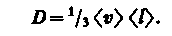 D = 1/3 ⟨v⟩ ⟨l⟩.